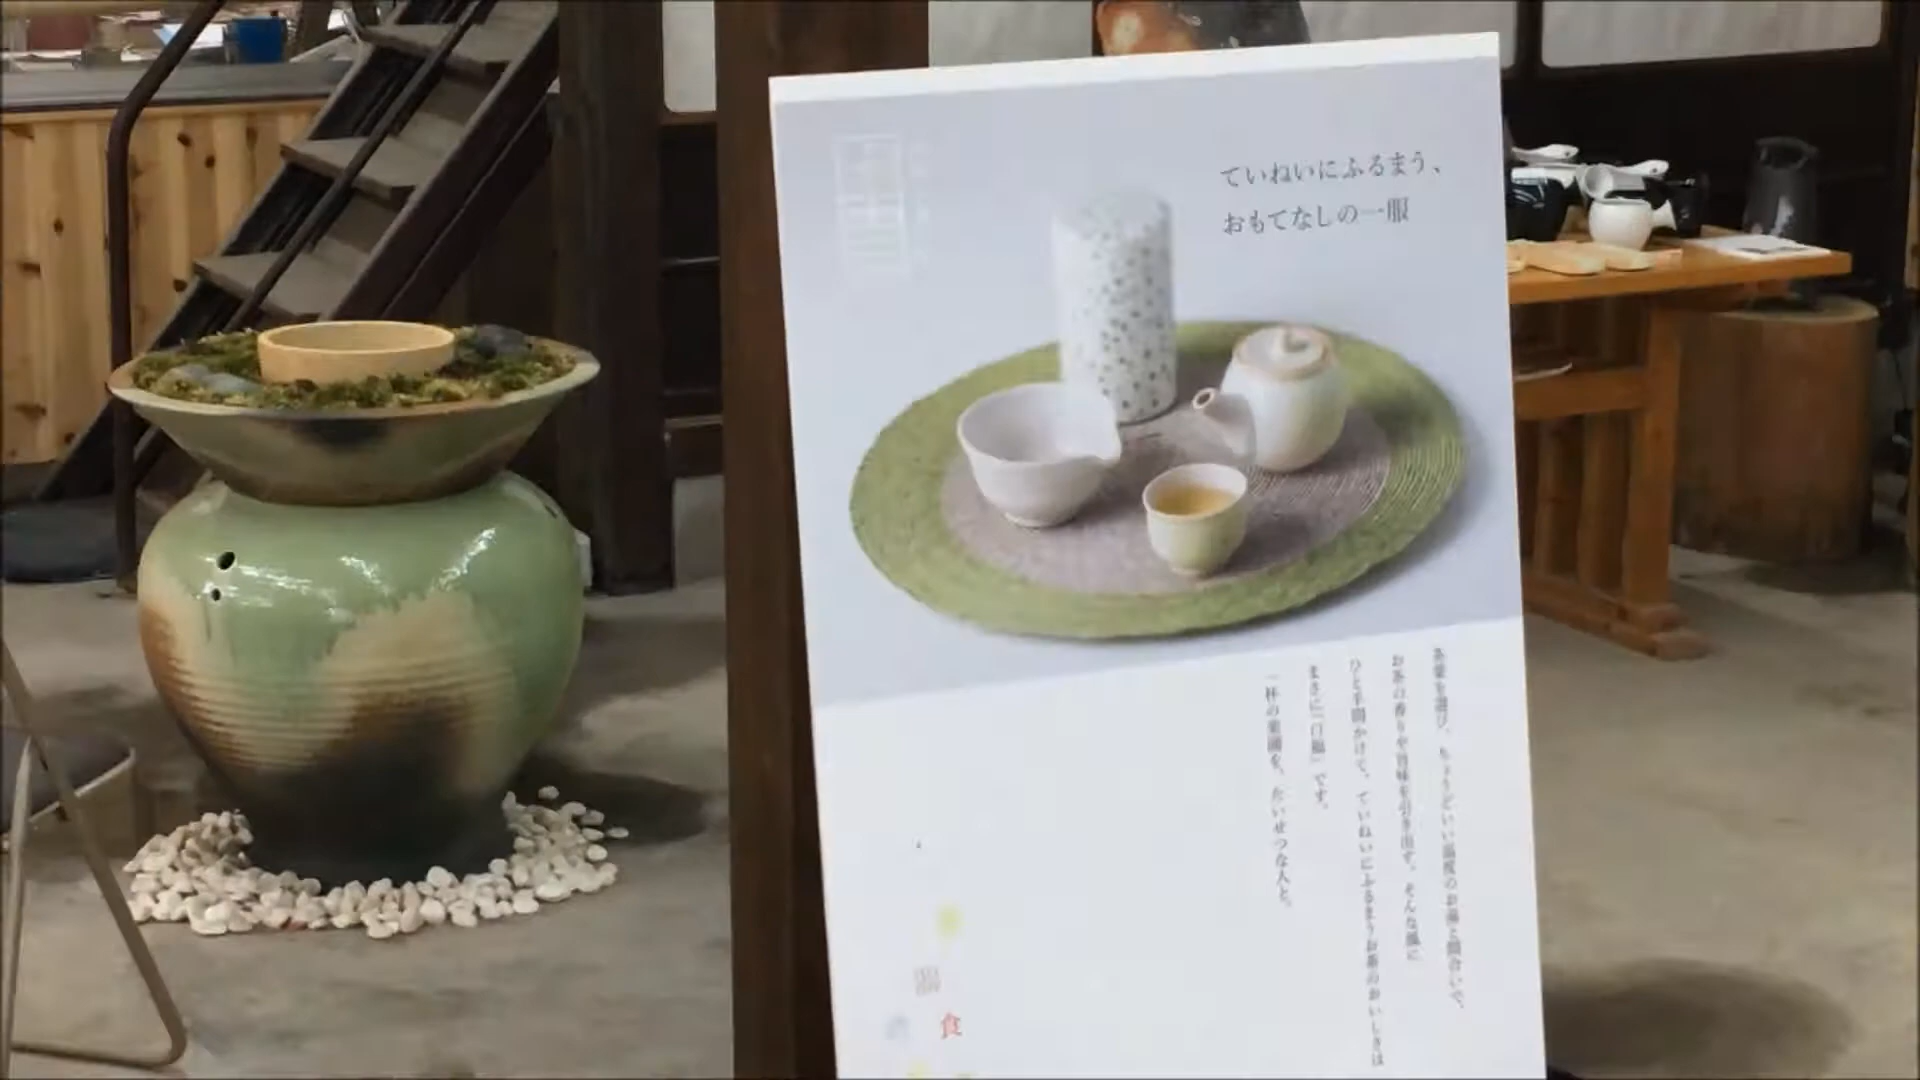 ていねいにふるまう、
おもてなしの一服
茶葉を選び、ちょうどいい温度のお湯と間合いで、
お茶の香りや旨味を引き出す。そんな風に
ひと手間かけて、ていねいにふるまうお茶のおいしさは
まさに「口福」です。
一杯の楽園を、たいせつな人と。
器
食